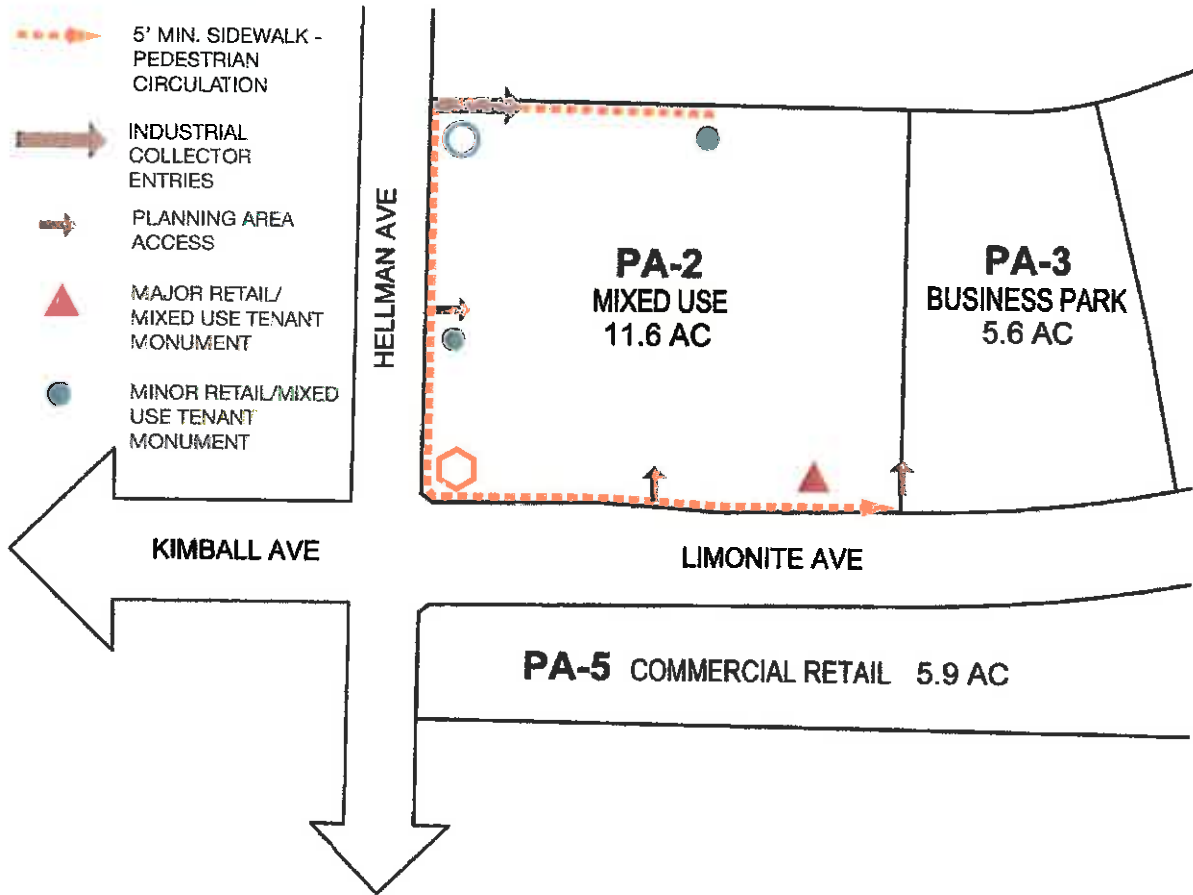 5' MIN. SIDEWALK -
PEDESTRIAN
CIRCULATION
INDUSTRIAL
COLLECTOR
ENTRIES
PLANNING AREA
ACCESS
MAJOR RETAIL/
MIXED USE TENANT
MONUMENT
MINOR RETAIL/MIXED
USE TENANT
MONUMENT
HELLMAN AVE
PA-2
MIXED USE
11.6 AC
PA-3
BUSINESS PARK
5.6 AC
KIMBALL AVE
LIMONITE AVE
PA-5 COMMERCIAL RETAIL 5.9 AC